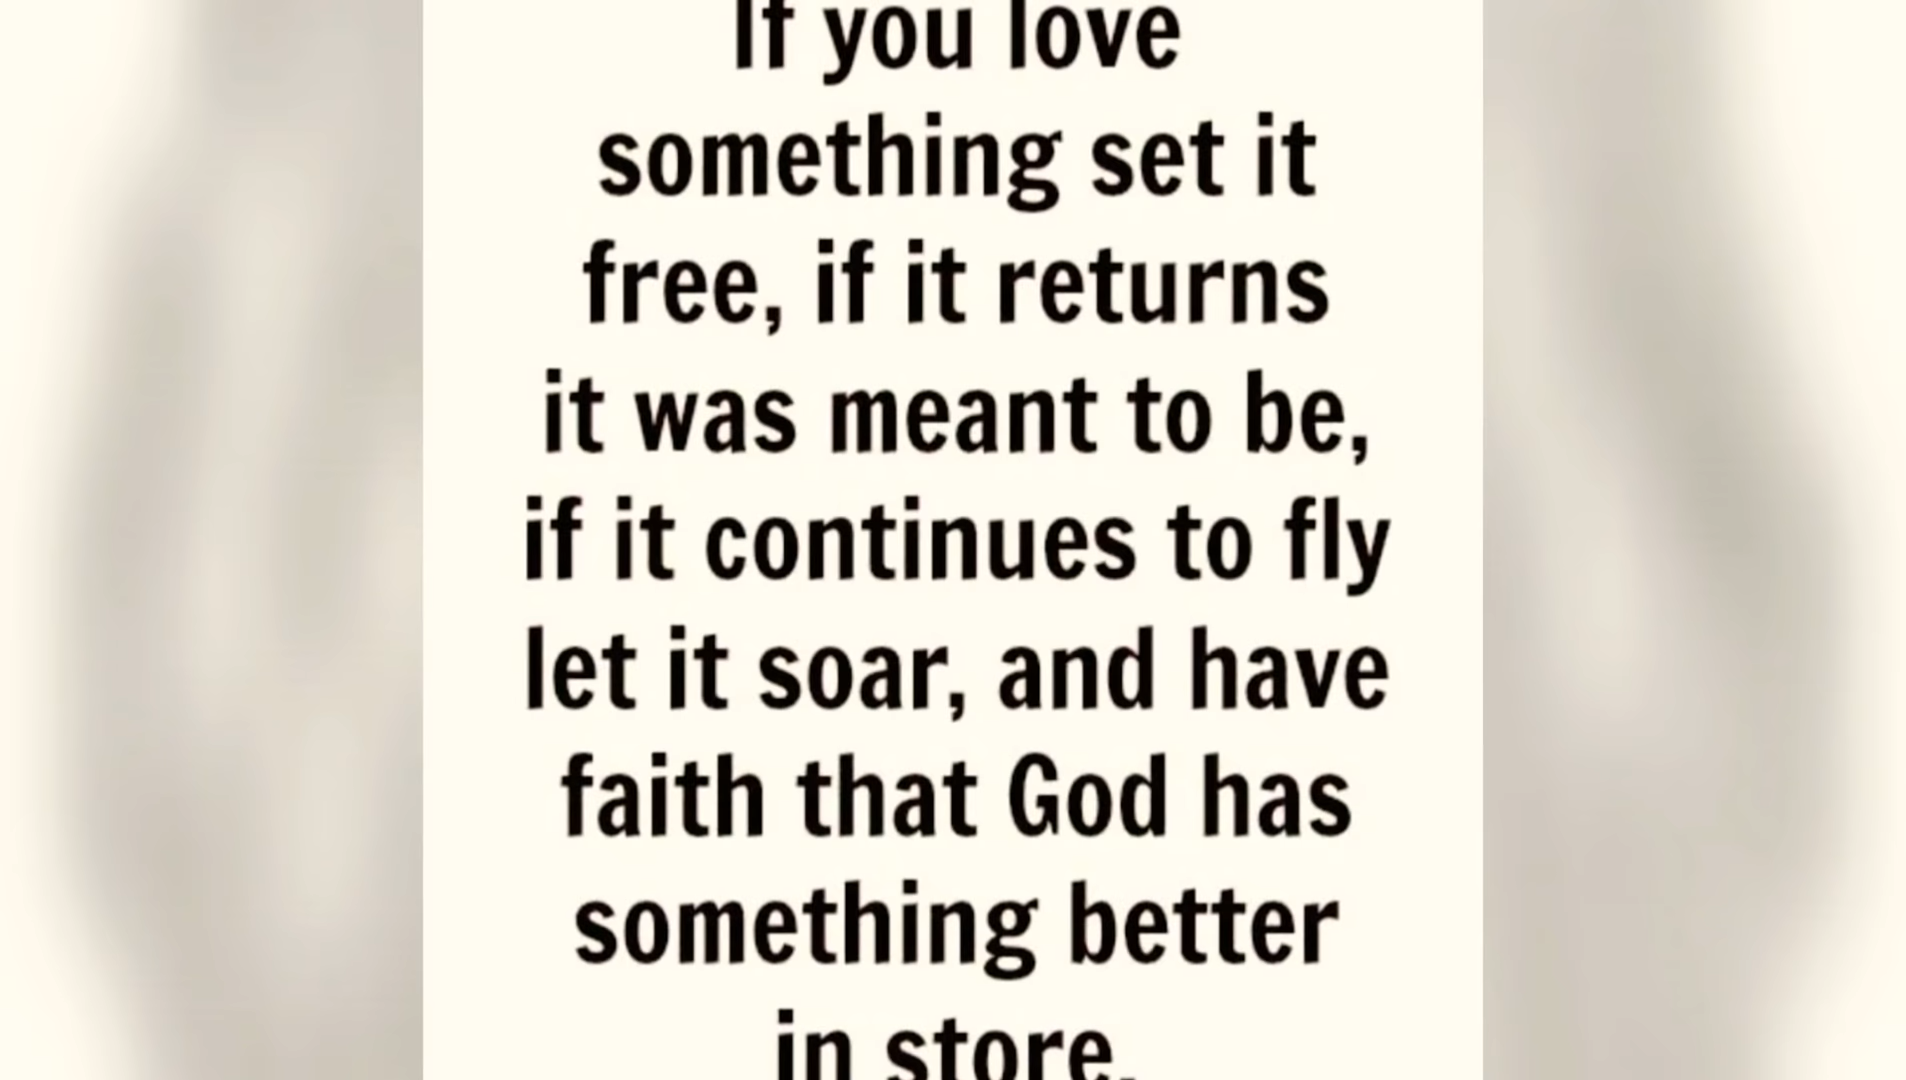 If you love
something set it
free, if it returns
it was meant to be,
if it continues to fly
let it soar, and have
faith that God has
something better
in store.